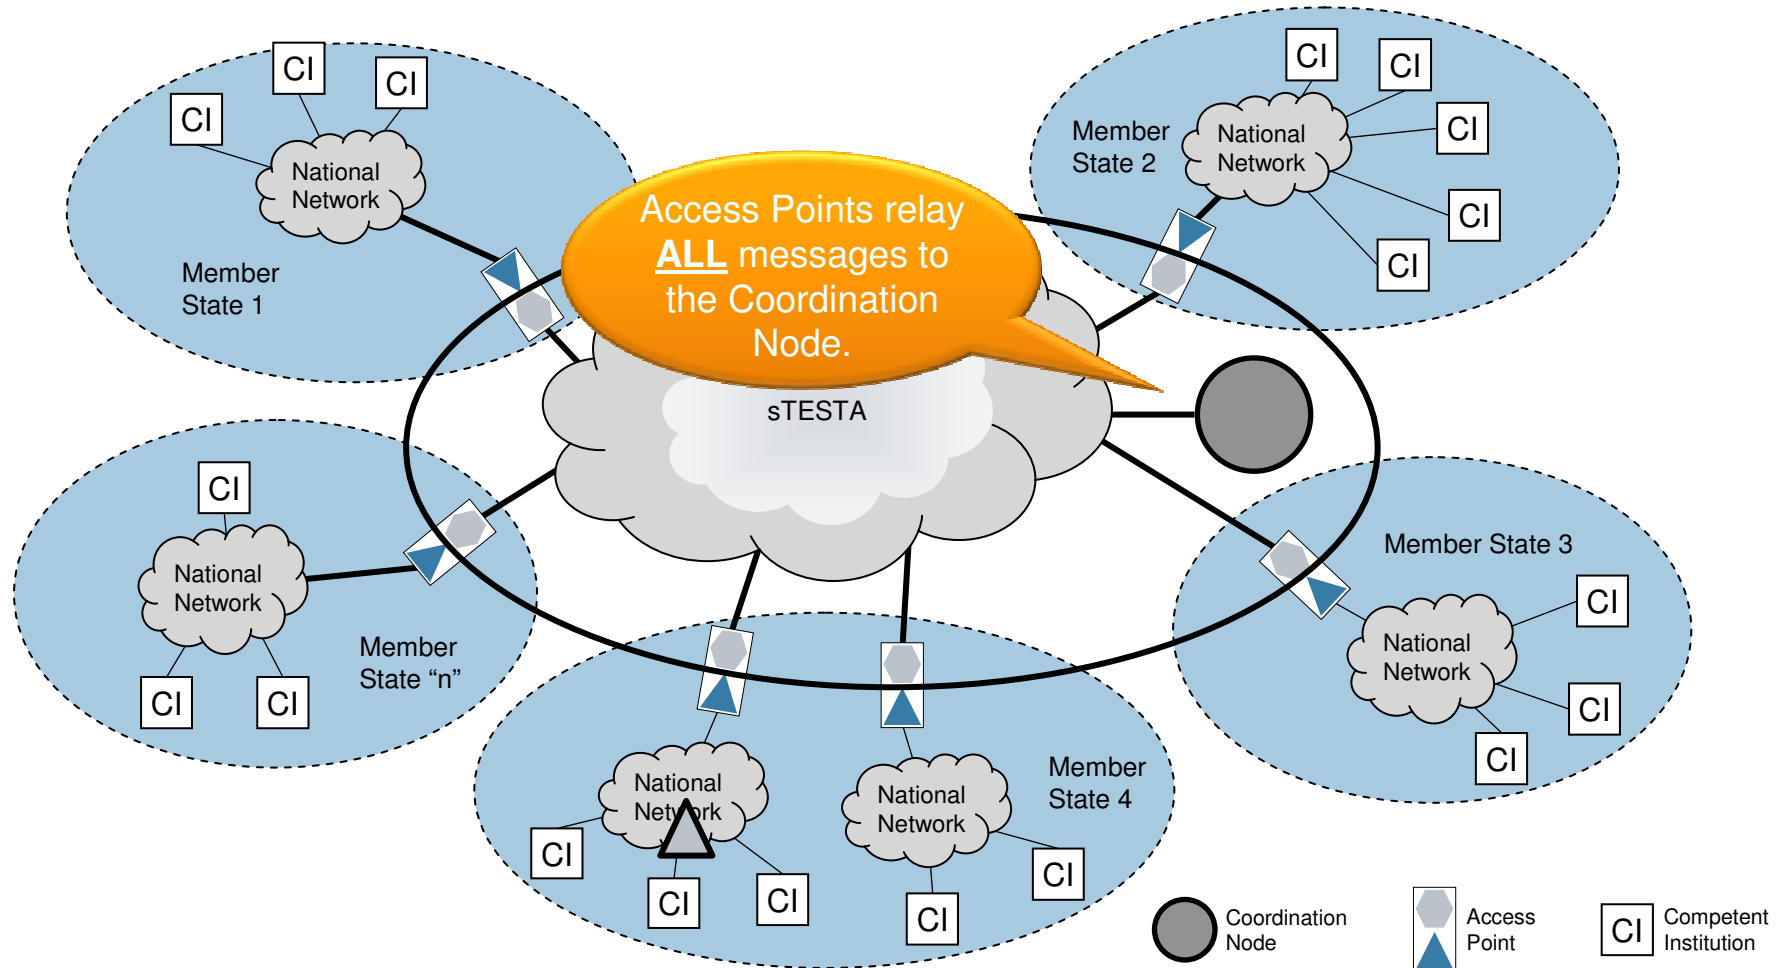 CI
CI
CI
National
Network
Member
State 1
CI
CI
CI
CI
CI
National
Network
Member
State 2
Access Points relay
ALL messages to
the Coordination
Node.
sTESTA
CI
National
Network
Member
State “n”
CI
CI
Member State 3
CI
National
Network
CI
CI
National
Network
CI
CI
CI
National
Network
Member
State 4
CI
CI
Coordination
Node
Access
Point
CI
Competent
Institution